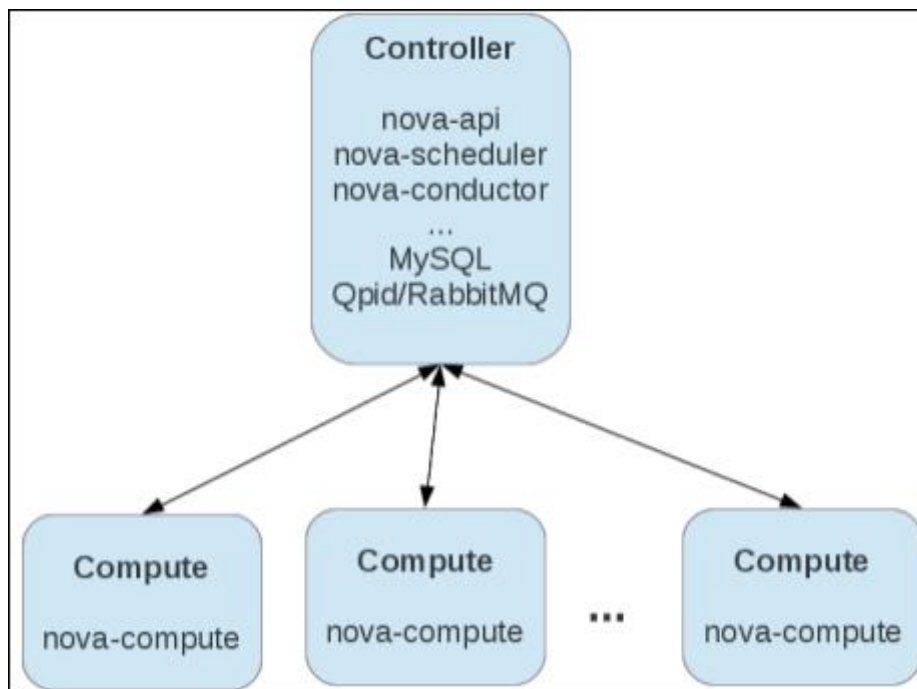 Controller
nova-api
nova-scheduler
nova-conductor
...
MySQL
Qpid/RabbitMQ
Compute
nova-compute
Compute
nova-compute
...
Compute
nova-compute